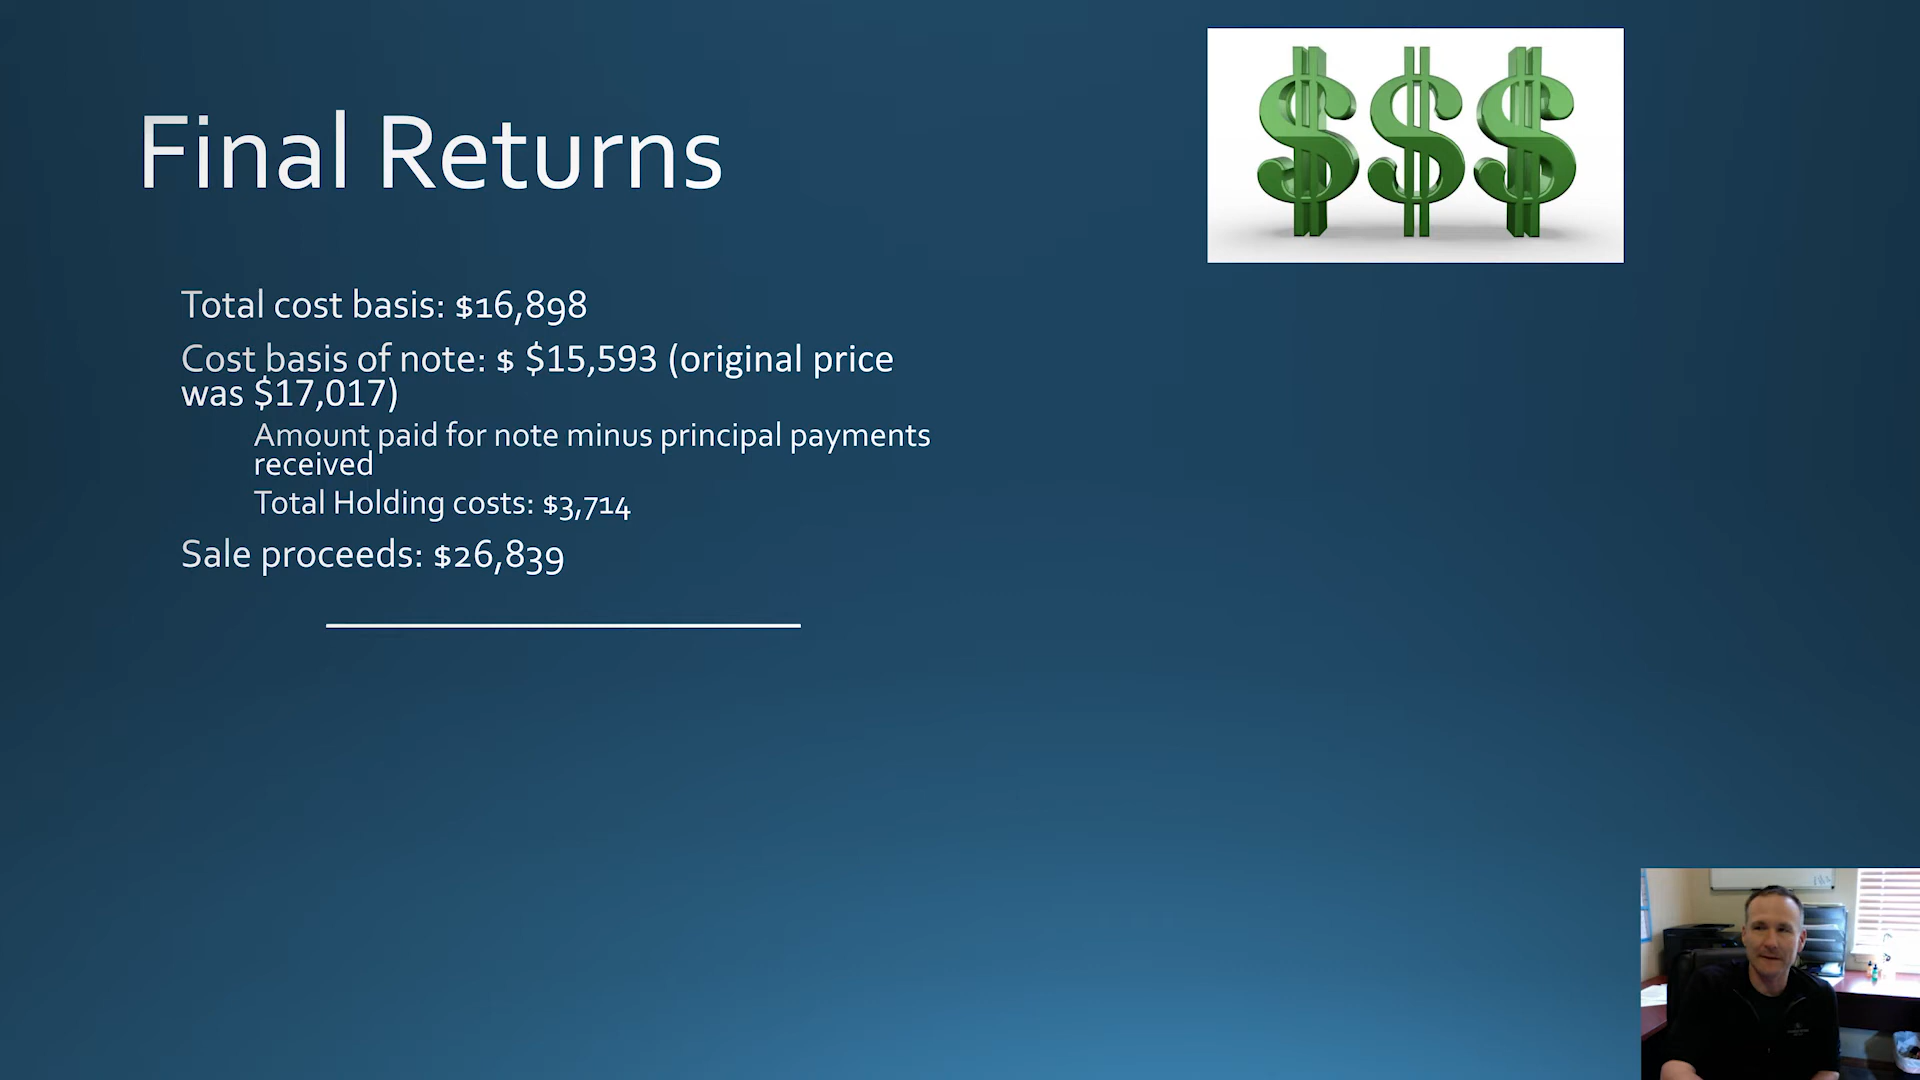 Final Returns
Total cost basis: $16,898
Cost basis of note: $ $15,593 (original price
was $17,017)
Amount paid for note minus principal payments
received
Total Holding costs: $3,714
Sale proceeds: $26,839